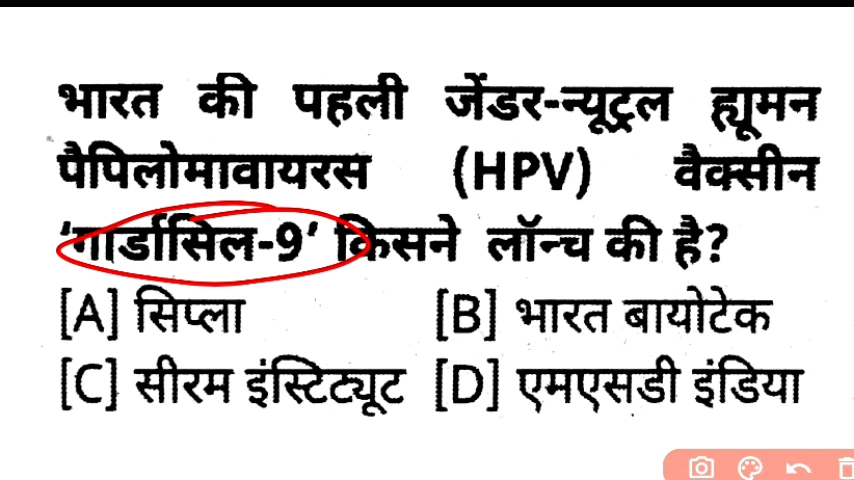 भारत की पहली जेंडर-न्यूट्रल ह्यूमन
पैपिलोमावायरस (HPV) वैक्सीन
‘गार्डासिल-9’ किसने लॉन्च की है?
[A] सिप्ला [B] भारत बायोटेक
[C] सीरम इंस्टिट्यूट [D] एमएसडी इंडिया